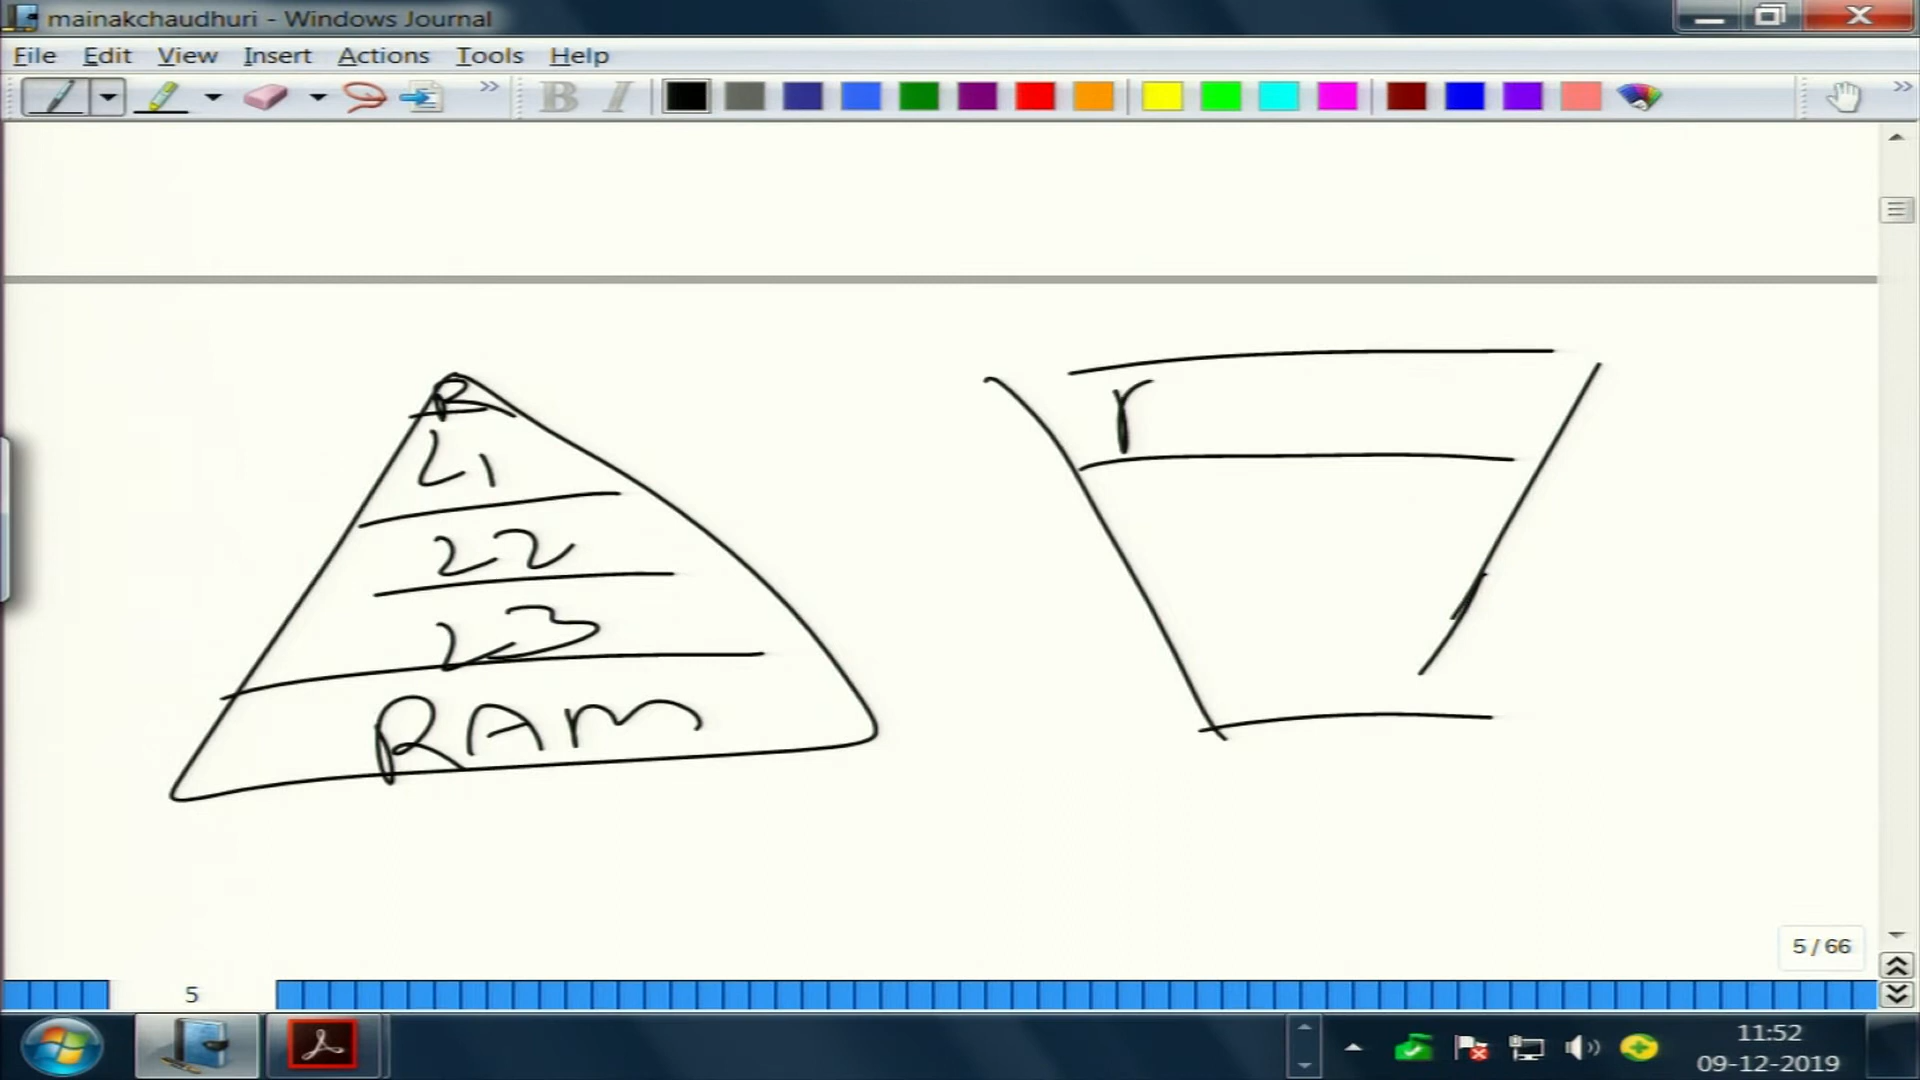 mainakchaudhuri - Windows Journal
File Edit View Insert Actions Tools Help
B I
R
L1
L2
L3
RAM
r
5 / 66
5
11:52
09-12-2019